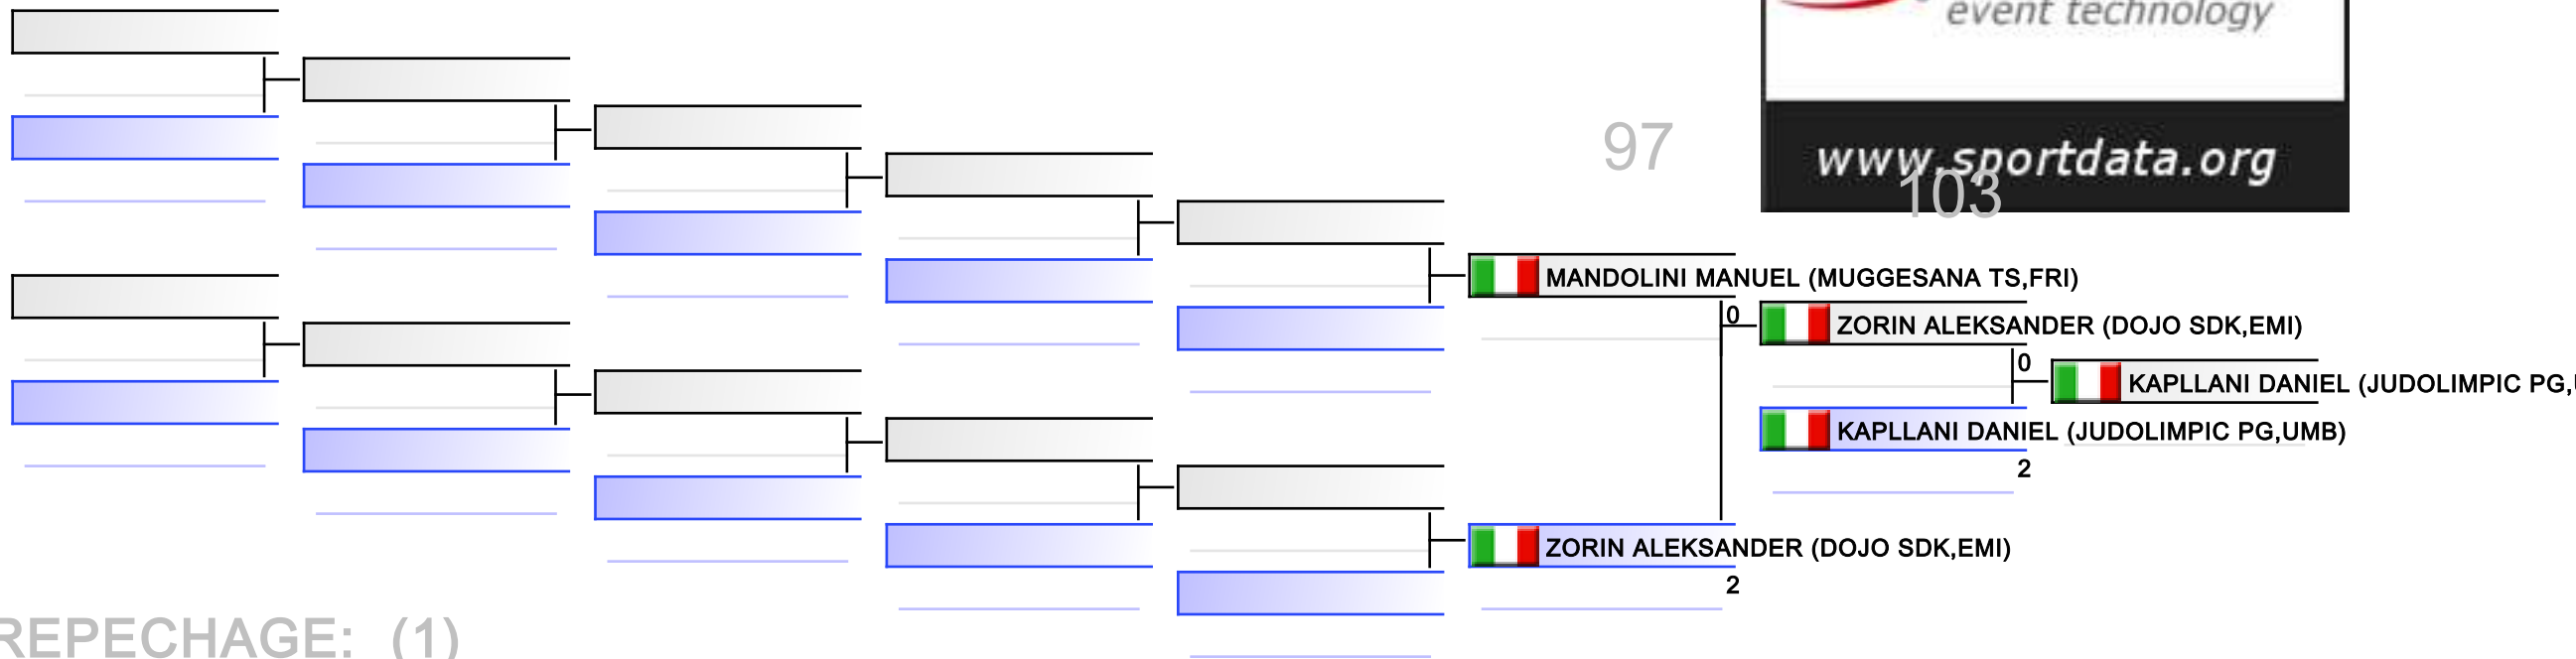 event technology
97
www.sportdata.org
103
MANDOLINI MANUEL (MUGGESANA TS,FRI)
0
ZORIN ALEKSANDER (DOJO SDK,EMI)
0
KAPLLANI DANIEL (JUDOLIMPIC PG,
KAPLLANI DANIEL (JUDOLIMPIC PG,UMB)
2
ZORIN ALEKSANDER (DOJO SDK,EMI)
2
REPECHAGE: (1)